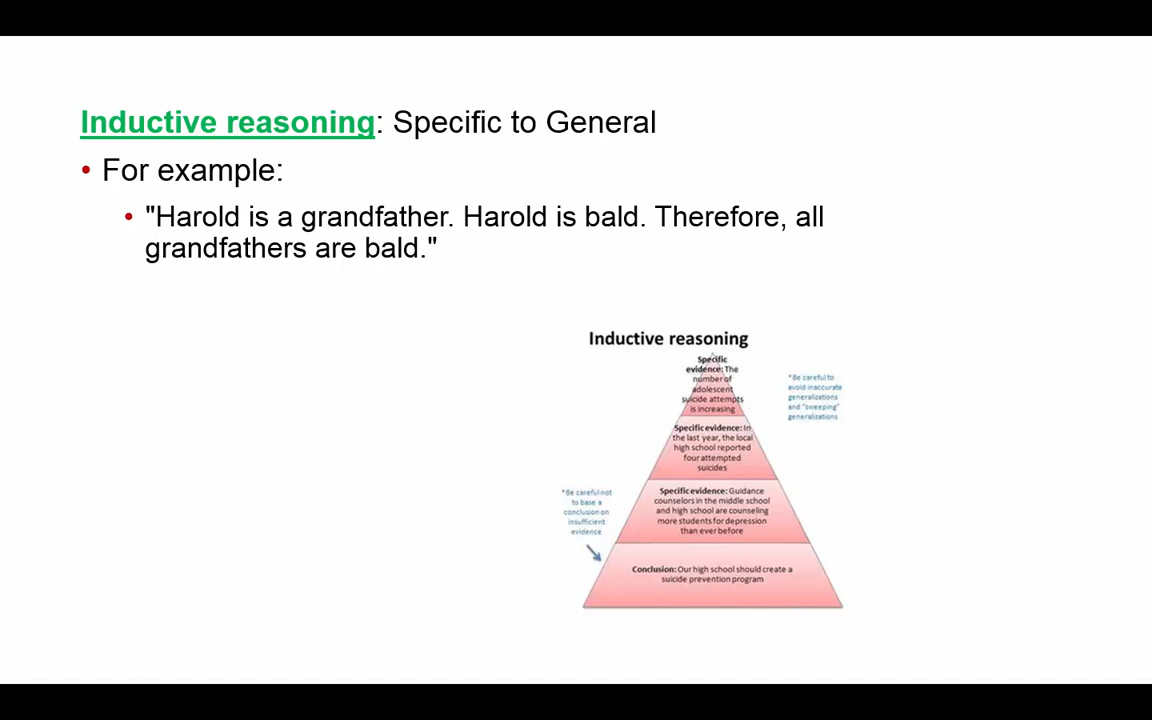 Inductive reasoning: Specific to General
• For example:
• "Harold is a grandfather. Harold is bald. Therefore, all
grandfathers are bald."
Inductive reasoning
Specific
evidence: The
number of
adolescent
suicide attempts
is increasing
*Be careful to
avoid inaccurate
generalizations
and "sweeping"
generalizations
Specific evidence: In
the last year, the local
high school reported
four attempted
suicides
*Be careful not
to base a
conclusion on
insufficient
evidence
Specific evidence: Guidance
counselors in the middle school
and high school are counseling
more students for depression
than ever before
Conclusion: Our high school should create a
suicide prevention program